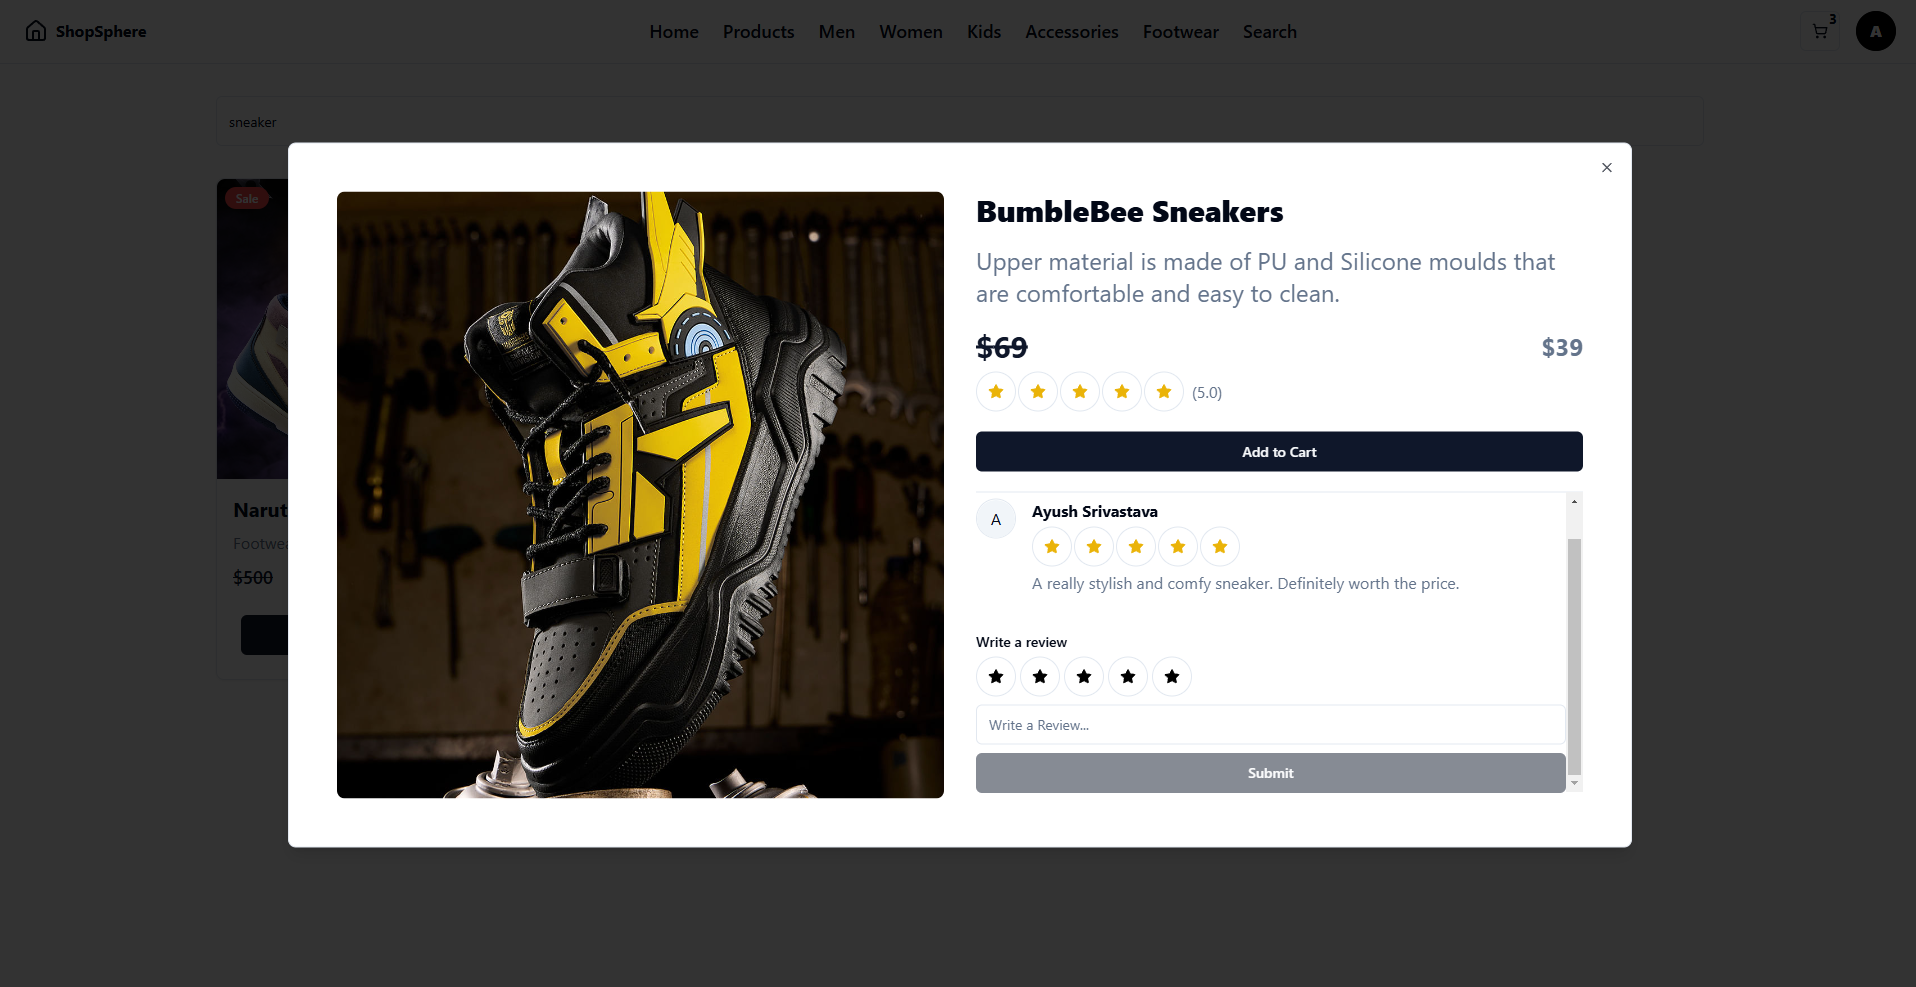 ShopSphere
Home Products Men Women Kids Accessories Footwear Search
3
A
sneaker
Sale
BumbleBee Sneakers
Upper material is made of PU and Silicone moulds that
are comfortable and easy to clean.
$69 $39
(5.0)
Add to Cart
A
Ayush Srivastava
A really stylish and comfy sneaker. Definitely worth the price.
Write a review
Write a Review...
Submit
Narut
Footwea
$500